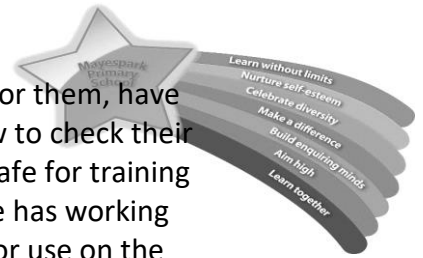 Mayespark
Primary
School
Learn without limits
Nurture self-esteem
Celebrate diversity
Make a difference
Build enquiring minds
Aim high
Learn together
or them, have
to check their
afe for training
e has working
or use on the